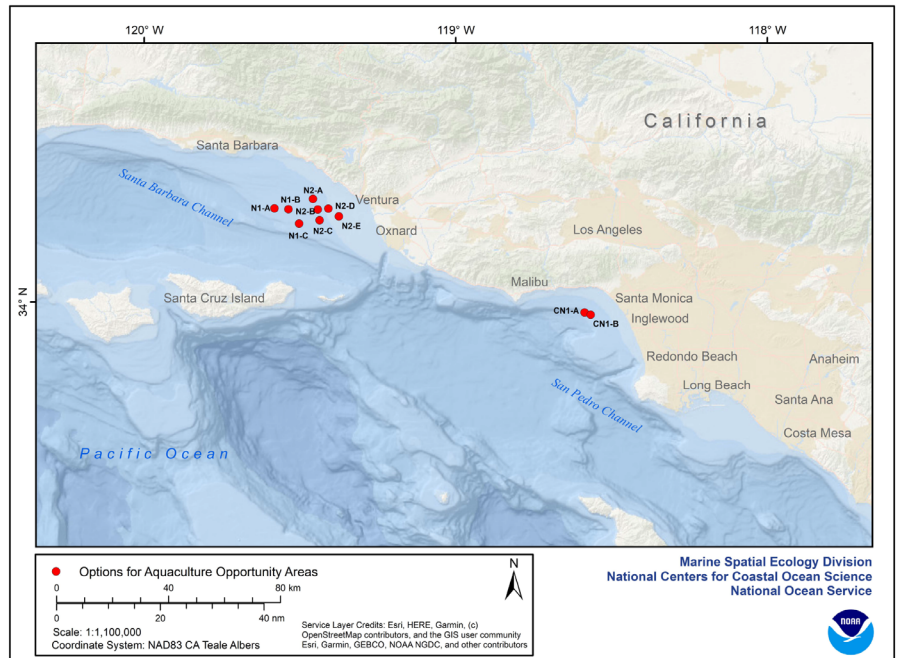 120° W
119° W
118° W
California
Santa Barbara
Santa Barbara Channel
N2-A
N1-B
N1-A
N2-B
N2-D
Ventura
N2-E
N1-C
N2-C
Oxnard
Los Angeles
34° N
Malibu
Santa Cruz Island
Santa Monica
CN1-A
Inglewood
CN1-B
Redondo Beach
Anaheim
Long Beach
San Pedro Channel
Santa Ana
Costa Mesa
Pacific Ocean
Options for Aquaculture Opportunity Areas
0 40 80 km
0 20 40 nm
Scale: 1:1,100,000
Coordinate System: NAD83 CA Teale Albers
Service Layer Credits: Esri, HERE, Garmin, (c)
OpenStreetMap contributors, and the GIS user community
Esri, Garmin, GEBCO, NOAA NGDC, and other contributors
N
Marine Spatial Ecology Division
National Centers for Coastal Ocean Science
National Ocean Service
NOAA